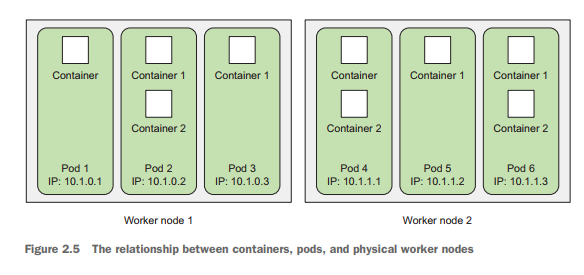 Container
Container 1
Container 1
Container 2
Pod 1
IP: 10.1.0.1
Pod 2
IP: 10.1.0.2
Pod 3
IP: 10.1.0.3
Worker node 1
Container
Container 1
Container 1
Container 2
Container 2
Pod 4
IP: 10.1.1.1
Pod 5
IP: 10.1.1.2
Pod 6
IP: 10.1.1.3
Worker node 2
Figure 2.5 The relationship between containers, pods, and physical worker nodes